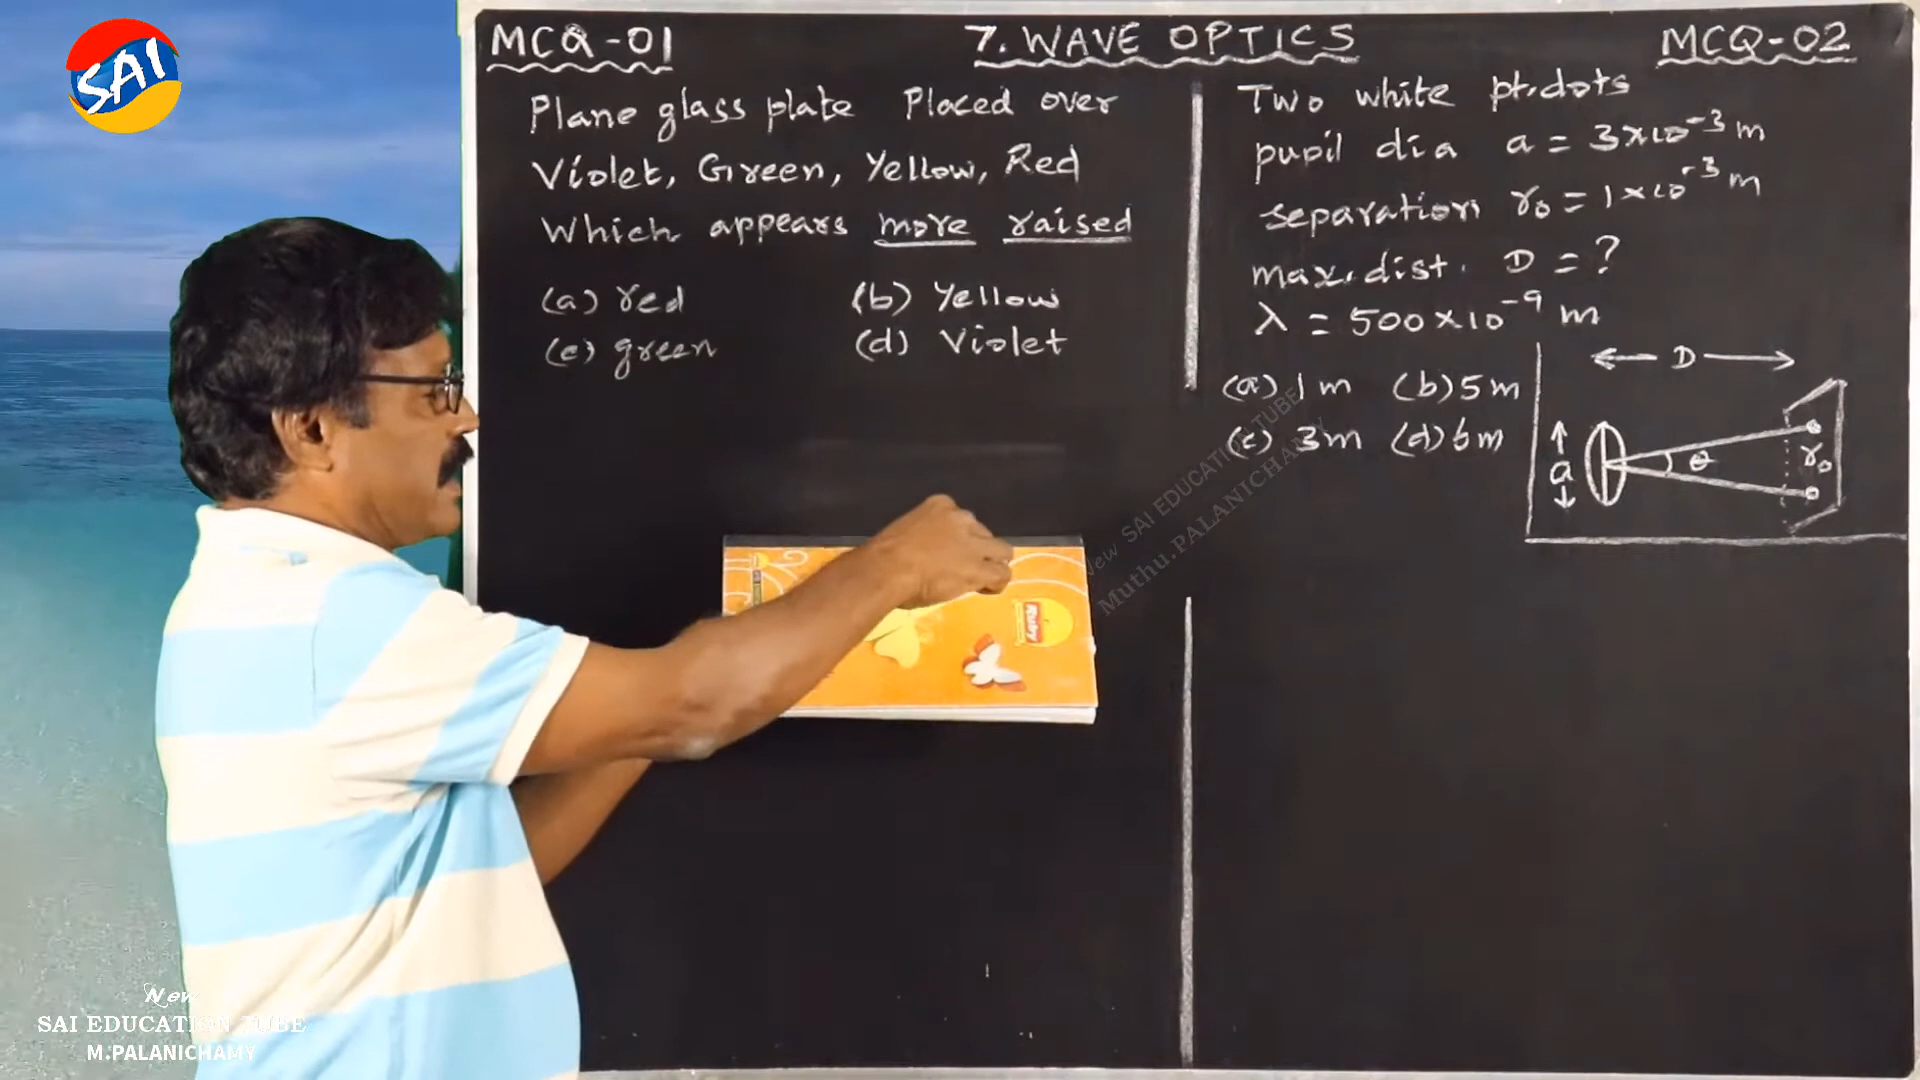 SAI
MCQ-01
7. WAVE OPTICS
MCQ-02
Plane glass plate Placed over
Violet, Green, Yellow, Red
Which appears more raised
(a) red (b) Yellow
(c) green (d) Violet
Two white pt.dots
pupil dia a = 3×10⁻³ m
separation r₀ = 1×10⁻³ m
max. dist. D = ?
λ = 500×10⁻⁹ m
(a) 1 m (b) 5 m
(c) 3 m (d) 6 m
D
a
θ
r₀
Ruby
New SAI EDUCATION TUBE
Muthu.PALANICHAMY
New
SAI EDUCATION TUBE
M.PALANICHAMY